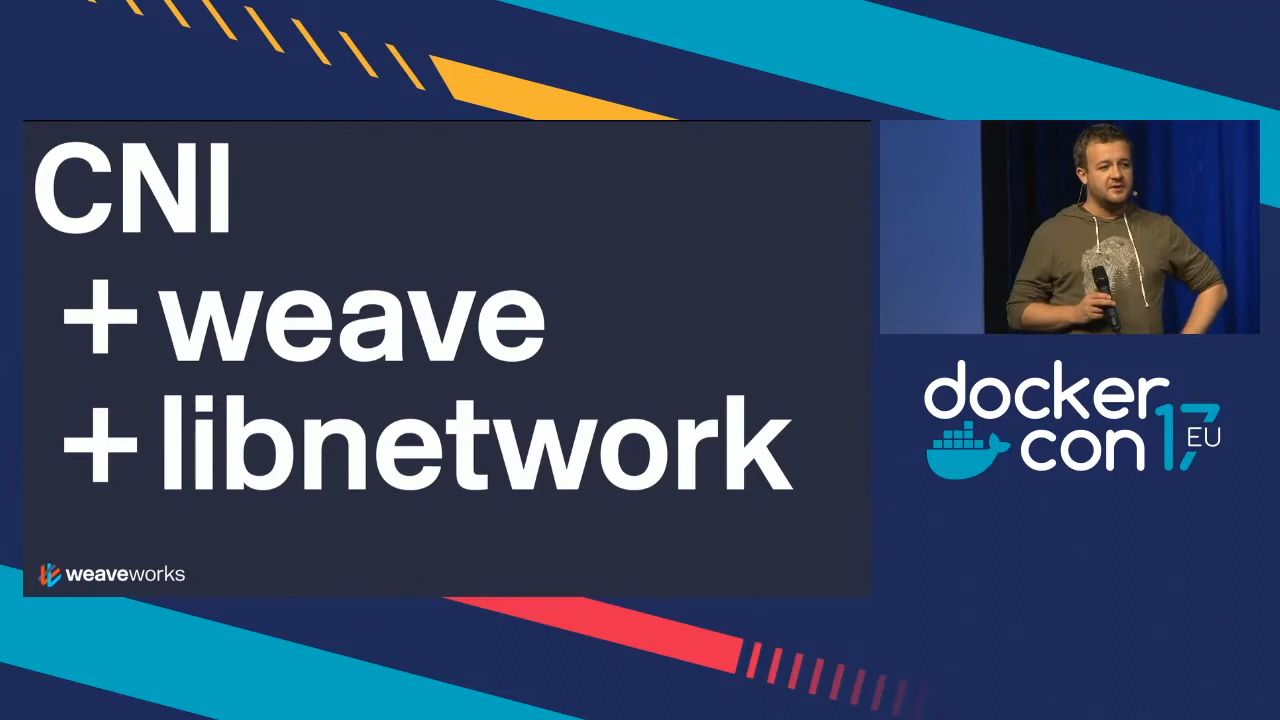 CNI
+ weave
+ libnetwork
weaveworks
docker
con 17 EU